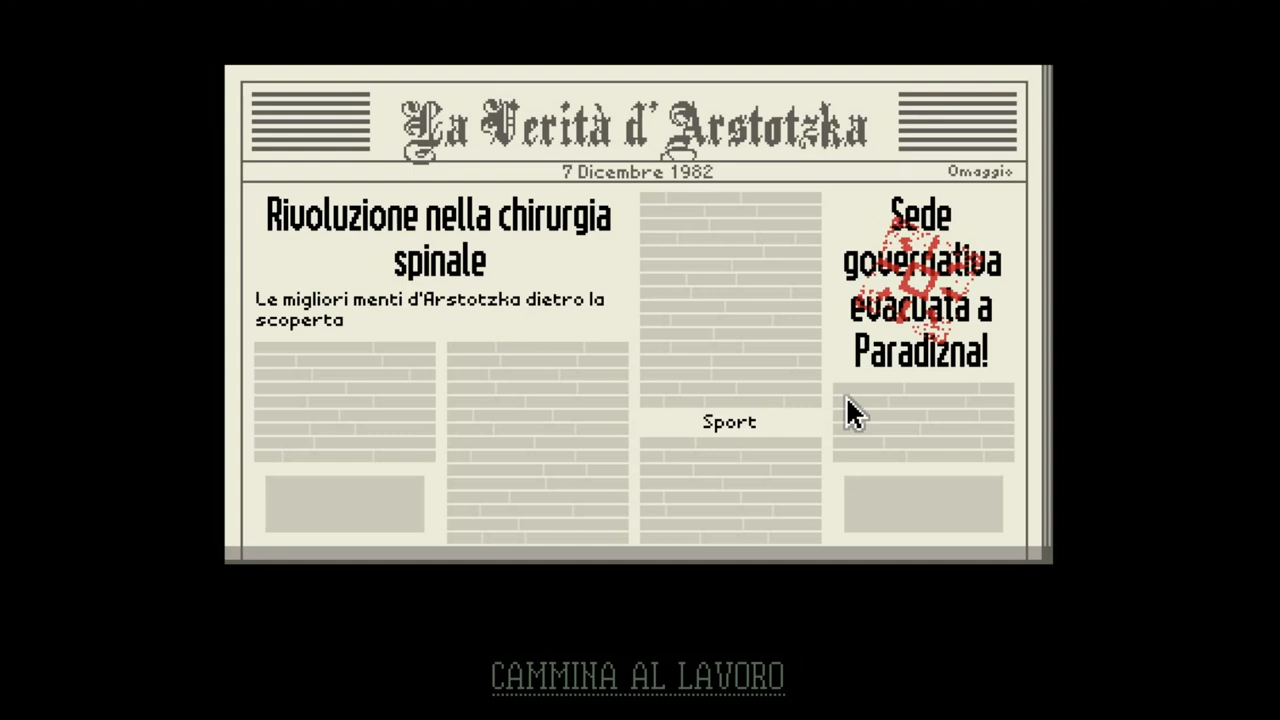 La Verità d'Arstotzka
7 Dicembre 1982
Omaggio
Rivoluzione nella chirurgia
spinale
Le migliori menti d'Arstotzka dietro la
scoperta
Sport
Sede
governativa
evacuata a
Paradizna!
CAMMINA AL LAVORO